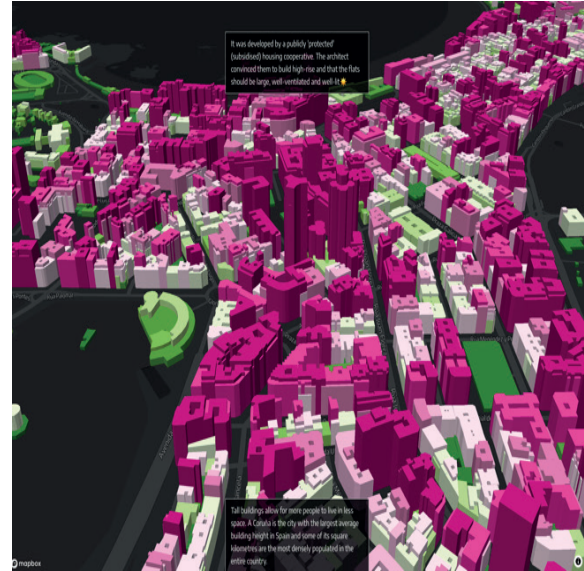 It was developed by a publicly 'protected'
(subsidised) housing cooperative. The architect
convinced them to build high-rise and that the flats
should be large, well-ventilated and well-lit☀️
Tall buildings allow for more people to live in less
space. A Coruña is the city with the largest average
building height in Spain and some of its square
kilometres are the most densely populated in the
entire country.
mapbox